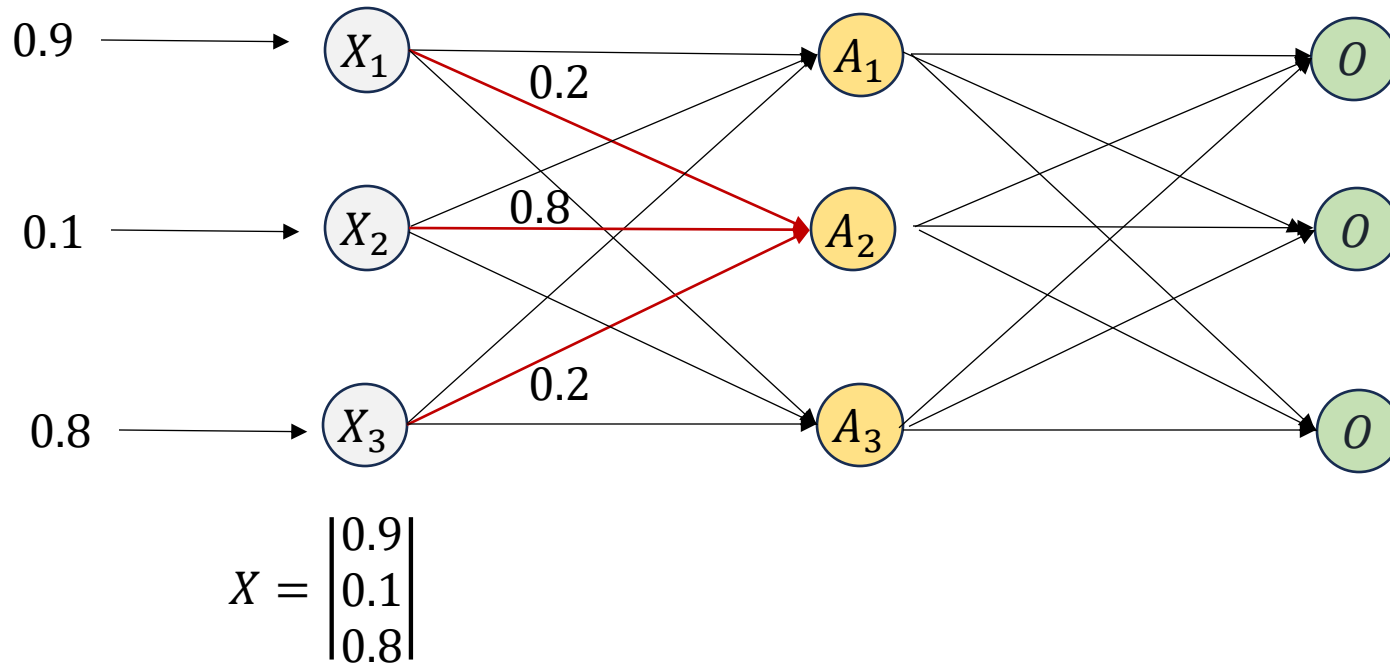 0.9 X₁ A₁ O
0.2
0.1 X₂ 0.8 A₂ O
0.2
0.8 X₃ A₃ O
X = |0.9|
|0.1|
|0.8|